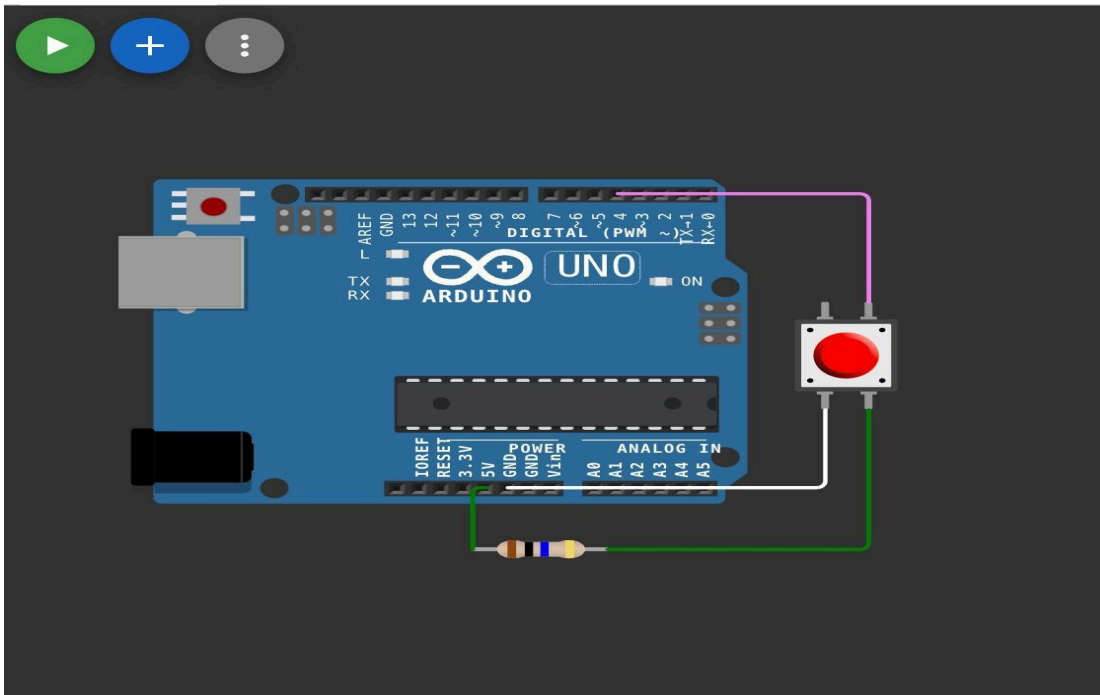 AREF
GND
13
12
~11
~10
~9
8
7
~6
~5
4
~3
~2
TX→1
RX←0
DIGITAL (PWM ~)
L
TX
RX
ARDUINO
UNO
ON
IOREF
RESET
3.3V
5V
GND
GND
Vin
POWER
A0
A1
A2
A3
A4
A5
ANALOG IN